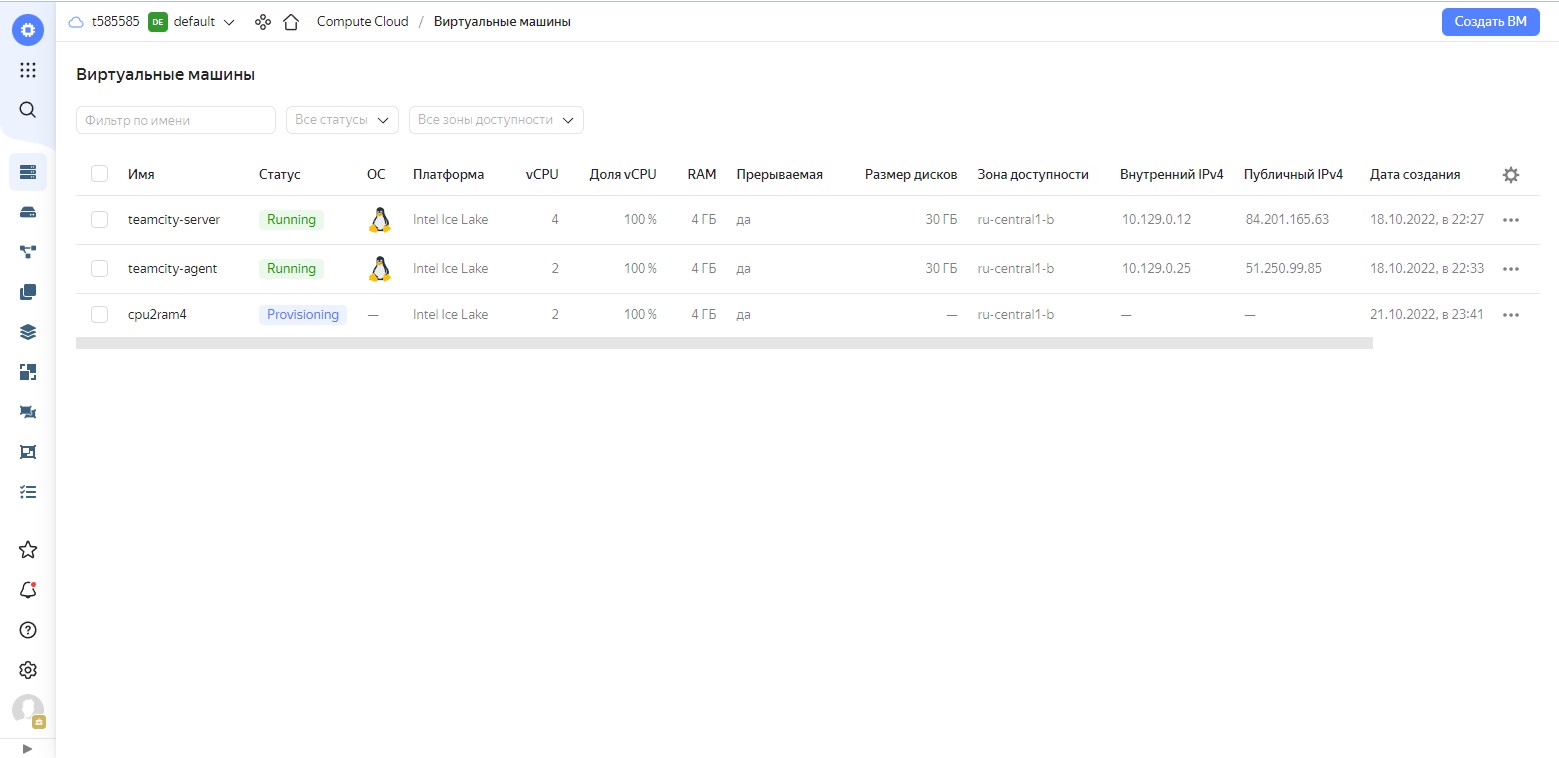 t585585 DE default Compute Cloud / Виртуальные машины Создать ВМ
Виртуальные машины
Фильтр по имени Все статусы Все зоны доступности
Имя Статус ОС Платформа vCPU Доля vCPU RAM Прерываемая Размер дисков Зона доступности Внутренний IPv4 Публичный IPv4 Дата создания
teamcity-server Running Intel Ice Lake 4 100 % 4 ГБ да 30 ГБ ru-central1-b 10.129.0.12 84.201.165.63 18.10.2022, в 22:27
teamcity-agent Running Intel Ice Lake 2 100 % 4 ГБ да 30 ГБ ru-central1-b 10.129.0.25 51.250.99.85 18.10.2022, в 22:33
cpu2ram4 Provisioning — Intel Ice Lake 2 100 % 4 ГБ да — ru-central1-b — — 21.10.2022, в 23:41